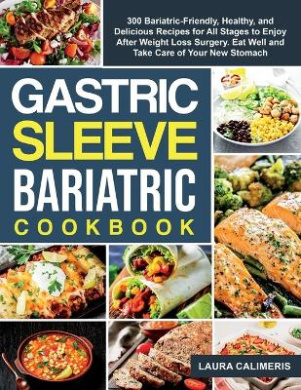 300 Bariatric-Friendly, Healthy, and
Delicious Recipes for All Stages to Enjoy
After Weight Loss Surgery. Eat Well and
Take Care of Your New Stomach
GASTRIC
SLEEVE
BARIATRIC
COOKBOOK
LAURA CALIMERIS